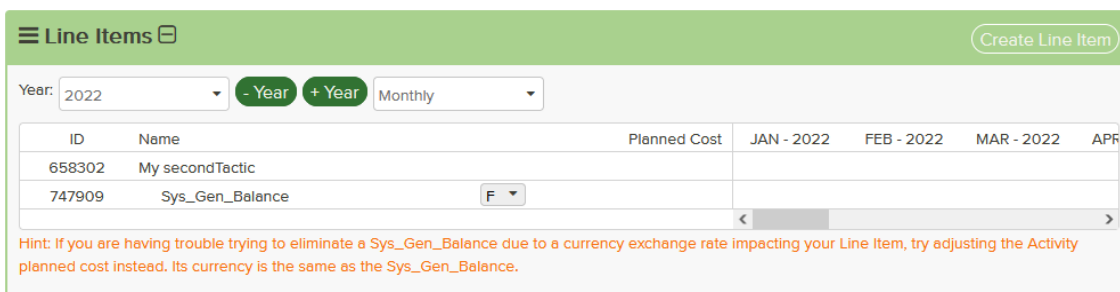 Line Items
Create Line Item
Year: 2022 - Year + Year Monthly
ID Name Planned Cost JAN - 2022 FEB - 2022 MAR - 2022 APR
658302 My secondTactic
747909 Sys_Gen_Balance F
Hint: If you are having trouble trying to eliminate a Sys_Gen_Balance due to a currency exchange rate impacting your Line Item, try adjusting the Activity
planned cost instead. Its currency is the same as the Sys_Gen_Balance.